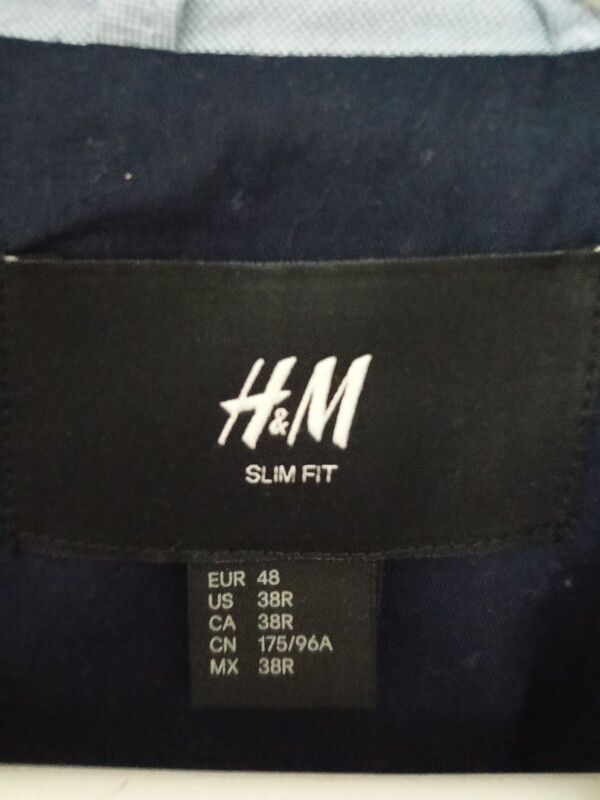 H&M
SLIM FIT
EUR 48
US 38R
CA 38R
CN 175/96A
MX 38R